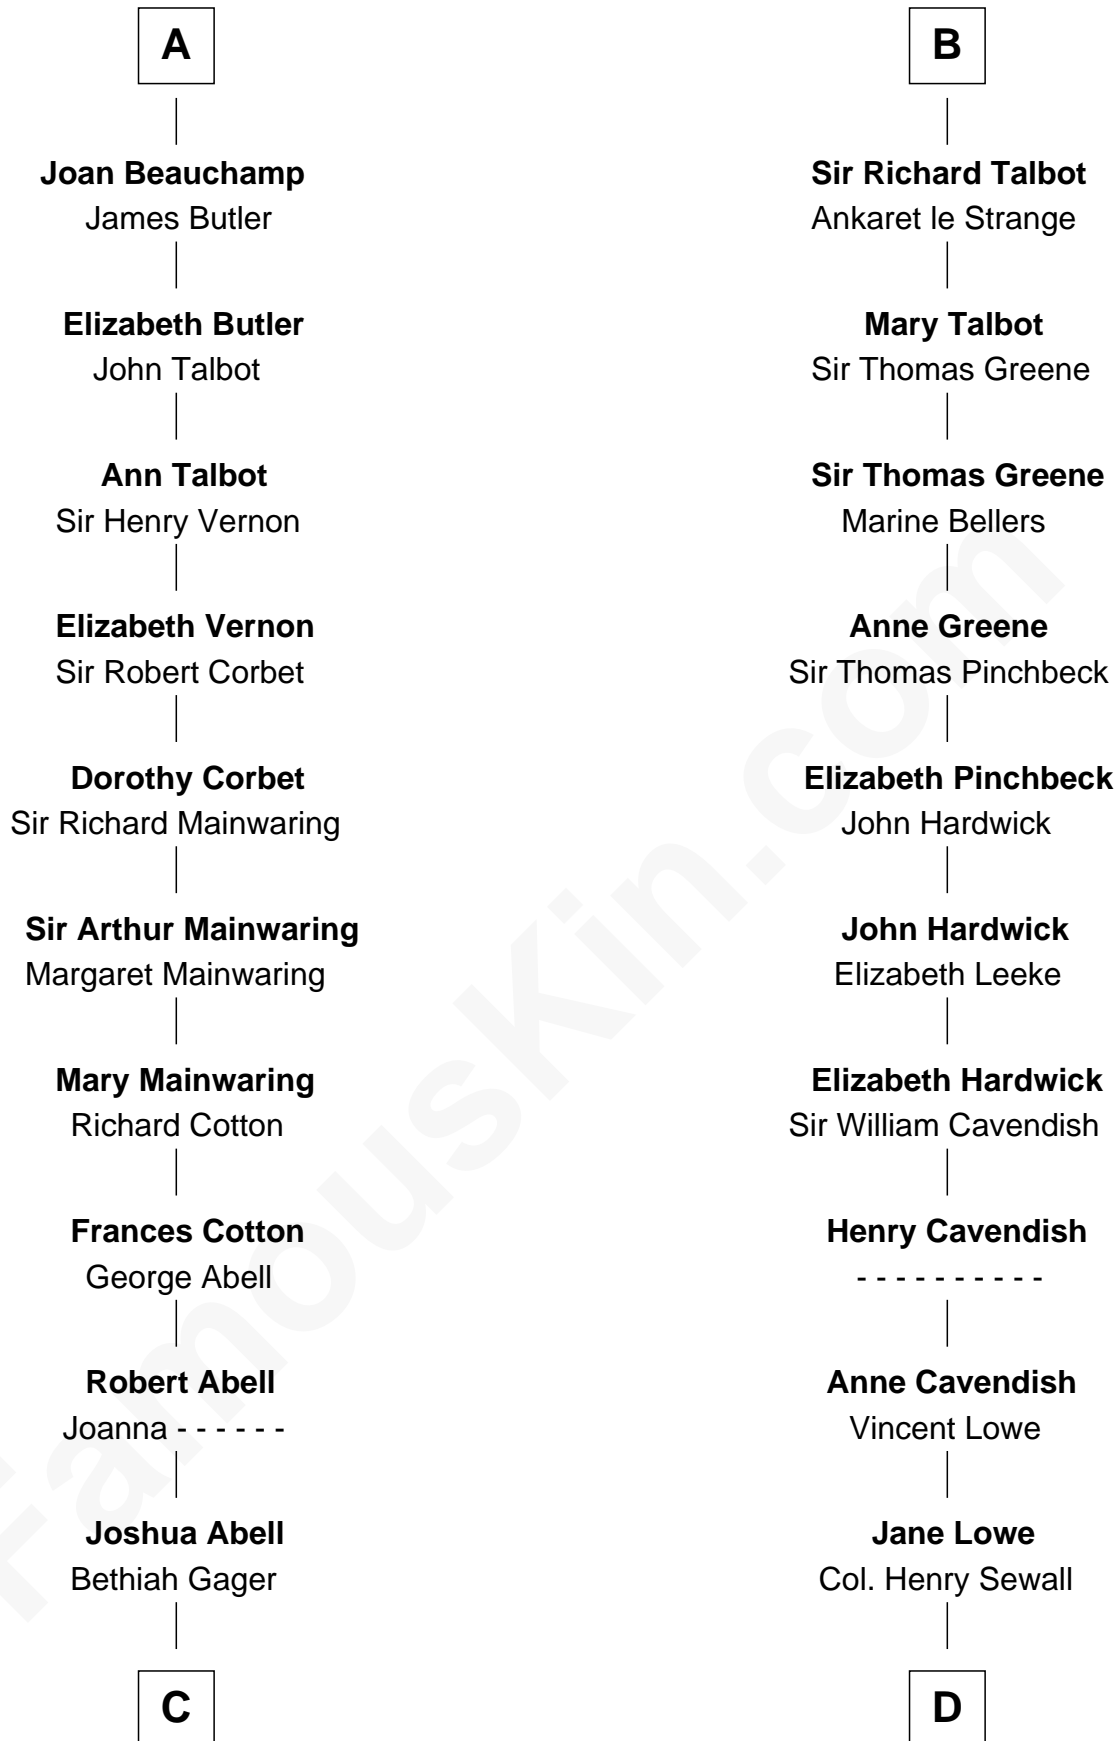 A
Joan Beauchamp
James Butler
Elizabeth Butler
John Talbot
Ann Talbot
Sir Henry Vernon
Elizabeth Vernon
Sir Robert Corbet
Dorothy Corbet
Sir Richard Mainwaring
Sir Arthur Mainwaring
Margaret Mainwaring
Mary Mainwaring
Richard Cotton
Frances Cotton
George Abell
Robert Abell
Joanna - - - - - -
Joshua Abell
Bethiah Gager
C
B
Sir Richard Talbot
Ankaret le Strange
Mary Talbot
Sir Thomas Greene
Sir Thomas Greene
Marine Bellers
Anne Greene
Sir Thomas Pinchbeck
Elizabeth Pinchbeck
John Hardwick
John Hardwick
Elizabeth Leeke
Elizabeth Hardwick
Sir William Cavendish
Henry Cavendish
- - - - - - - - - -
Anne Cavendish
Vincent Lowe
Jane Lowe
Col. Henry Sewall
D
FamousKin.com